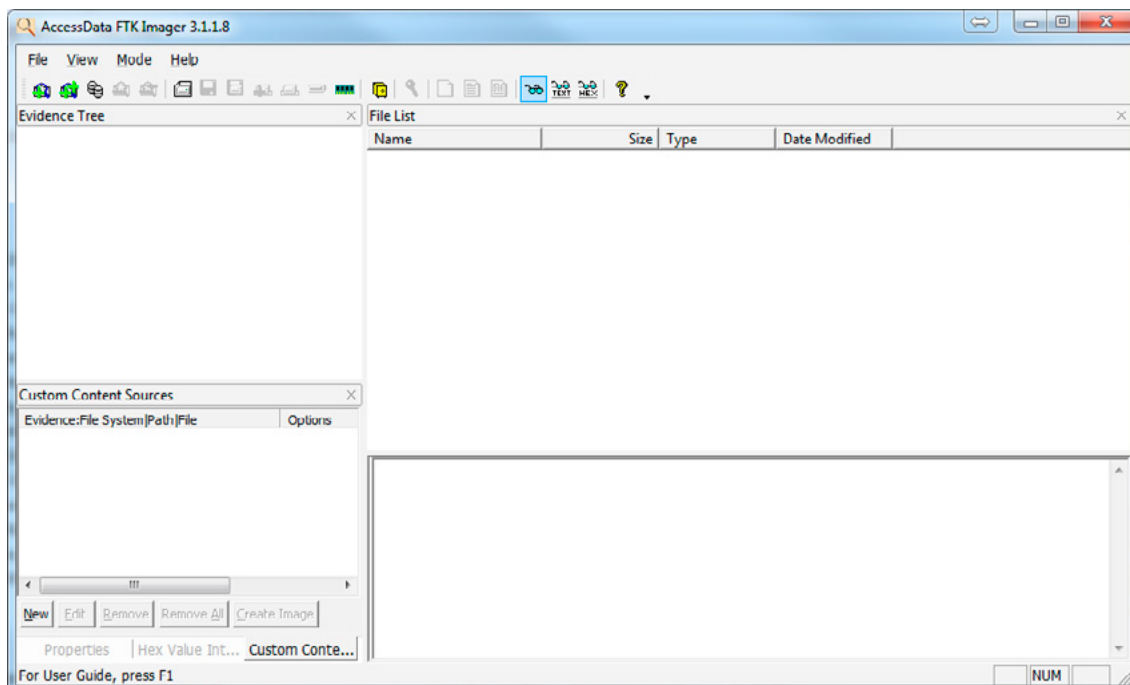 AccessData FTK Imager 3.1.1.8
File View Mode Help
TEXT HEX
Evidence Tree
File List
Name Size Type Date Modified
Custom Content Sources
Evidence:File System|Path|File Options
New Edit Remove Remove All Create Image
Properties Hex Value Int... Custom Conte...
For User Guide, press F1
NUM